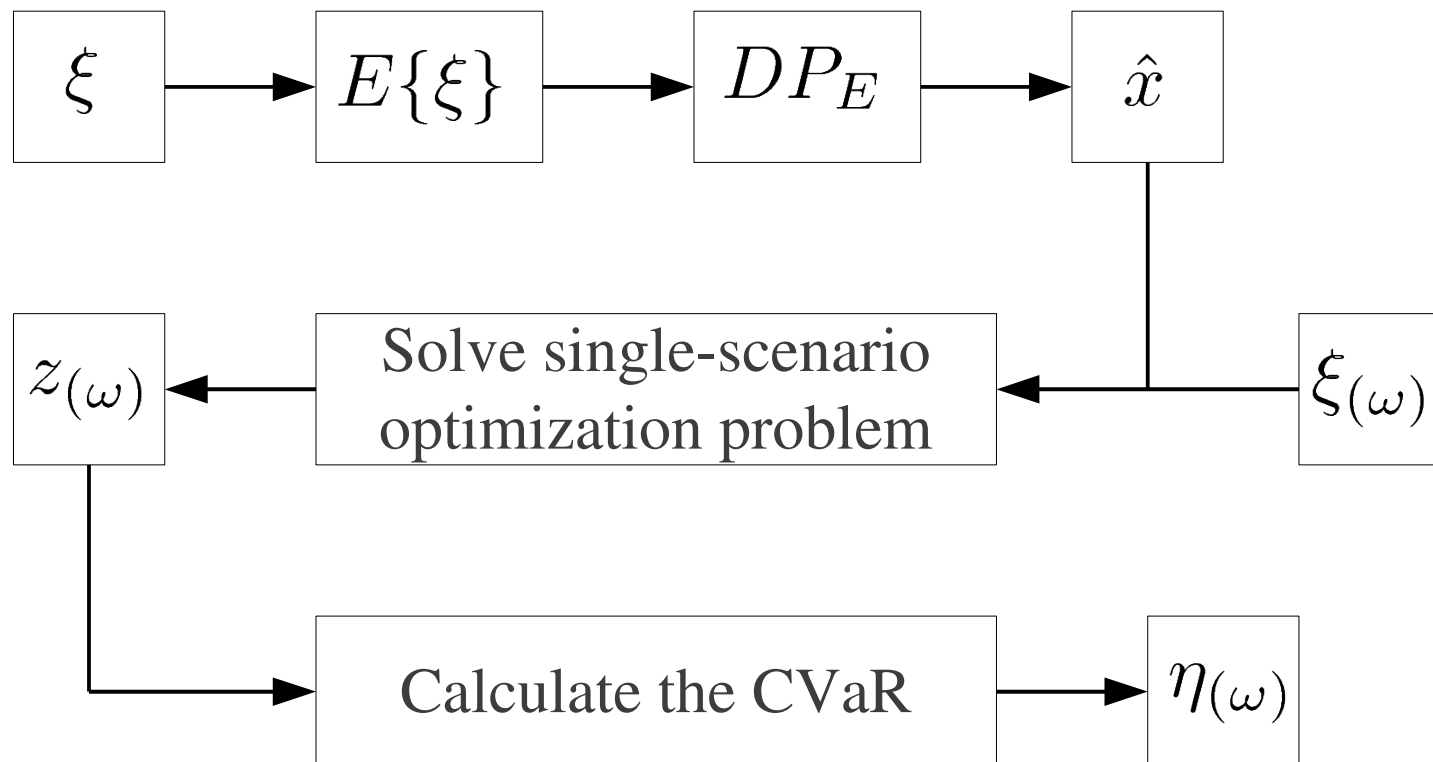 ξ
E{ξ}
DP_E
x̂
z_(ω)
Solve single-scenario
optimization problem
ξ_(ω)
Calculate the CVaR
η_(ω)